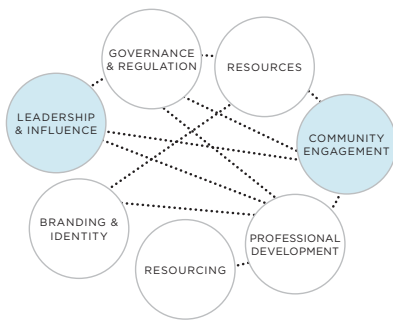 GOVERNANCE
& REGULATION
RESOURCES
LEADERSHIP
& INFLUENCE
COMMUNITY
ENGAGEMENT
BRANDING &
IDENTITY
PROFESSIONAL
DEVELOPMENT
RESOURCING